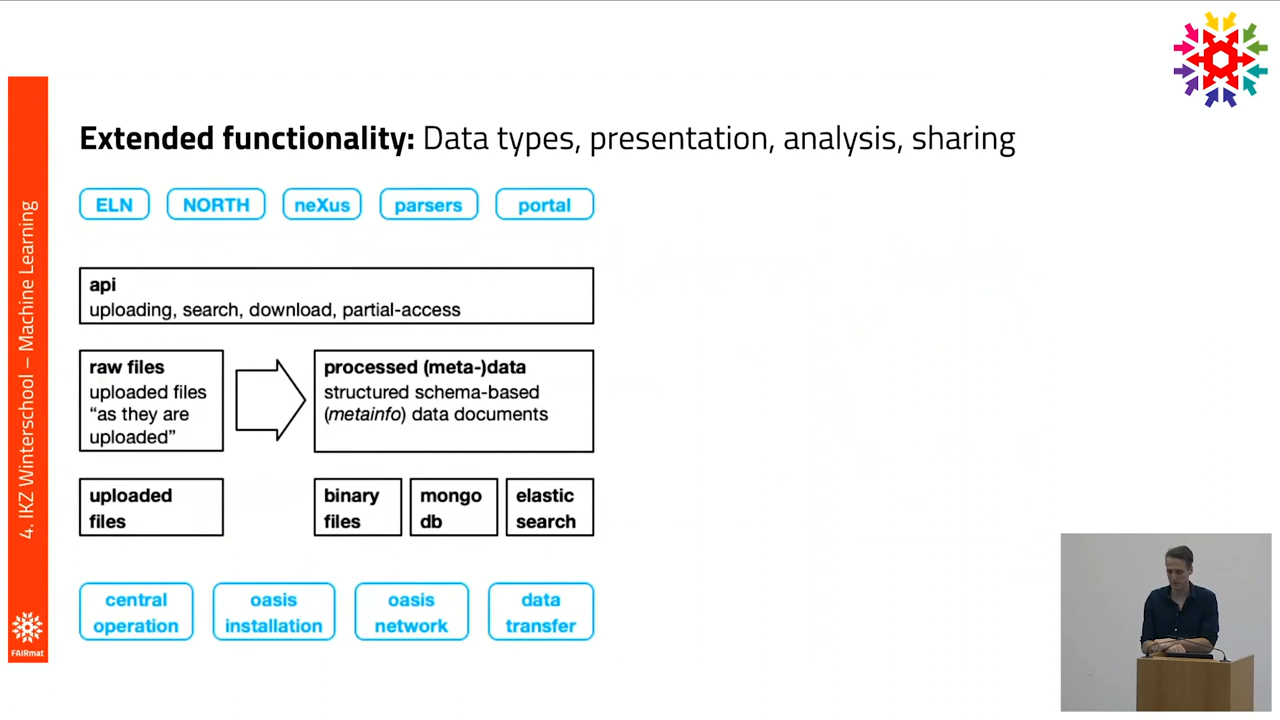 Extended functionality: Data types, presentation, analysis, sharing
ELN NORTH neXus parsers portal
api
uploading, search, download, partial-access
raw files
uploaded files
“as they are
uploaded”
processed (meta-)data
structured schema-based
(metainfo) data documents
uploaded
files
binary
files
mongo
db
elastic
search
central
operation
oasis
installation
oasis
network
data
transfer
4. IKZ Winterschool – Machine Learning
FAIRmat